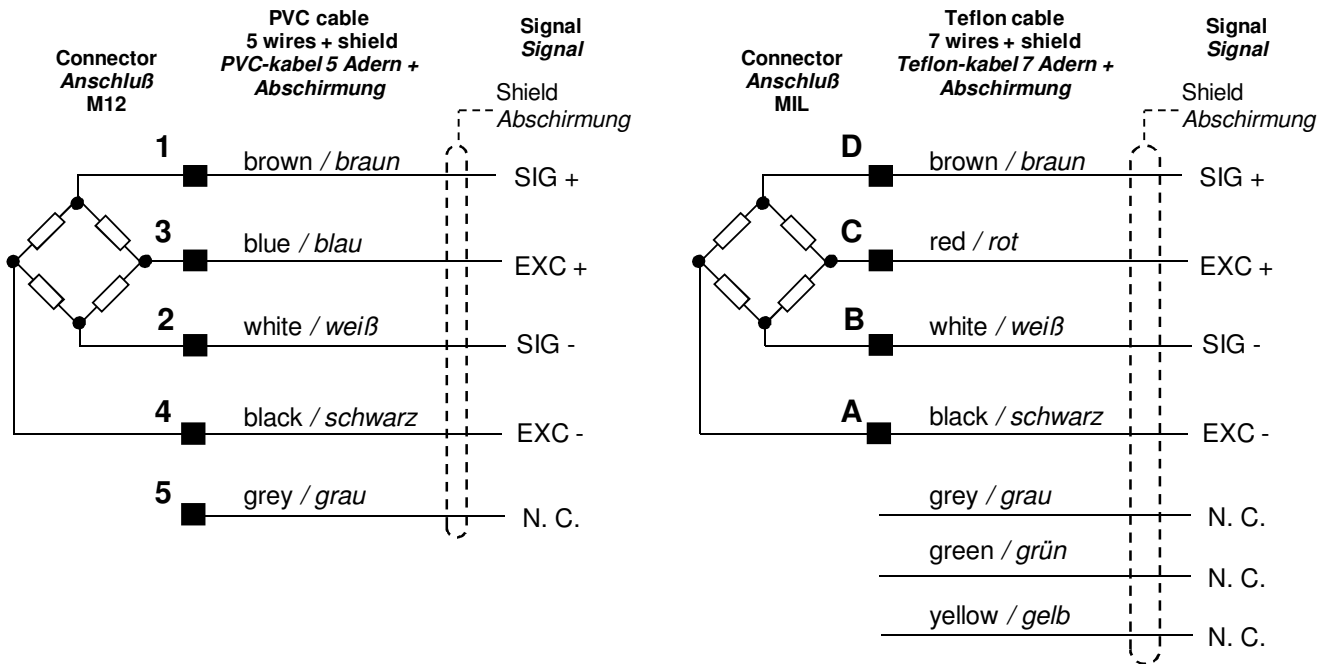 Connector
Anschluß
M12
PVC cable
5 wires + shield
PVC-kabel 5 Adern +
Abschirmung
Signal
Signal
Shield
Abschirmung
1 brown / braun SIG +
3 blue / blau EXC +
2 white / weiß SIG -
4 black / schwarz EXC -
5 grey / grau N. C.
Connector
Anschluß
MIL
Teflon cable
7 wires + shield
Teflon-kabel 7 Adern +
Abschirmung
Signal
Signal
Shield
Abschirmung
D brown / braun SIG +
C red / rot EXC +
B white / weiß SIG -
A black / schwarz EXC -
grey / grau N. C.
green / grün N. C.
yellow / gelb N. C.